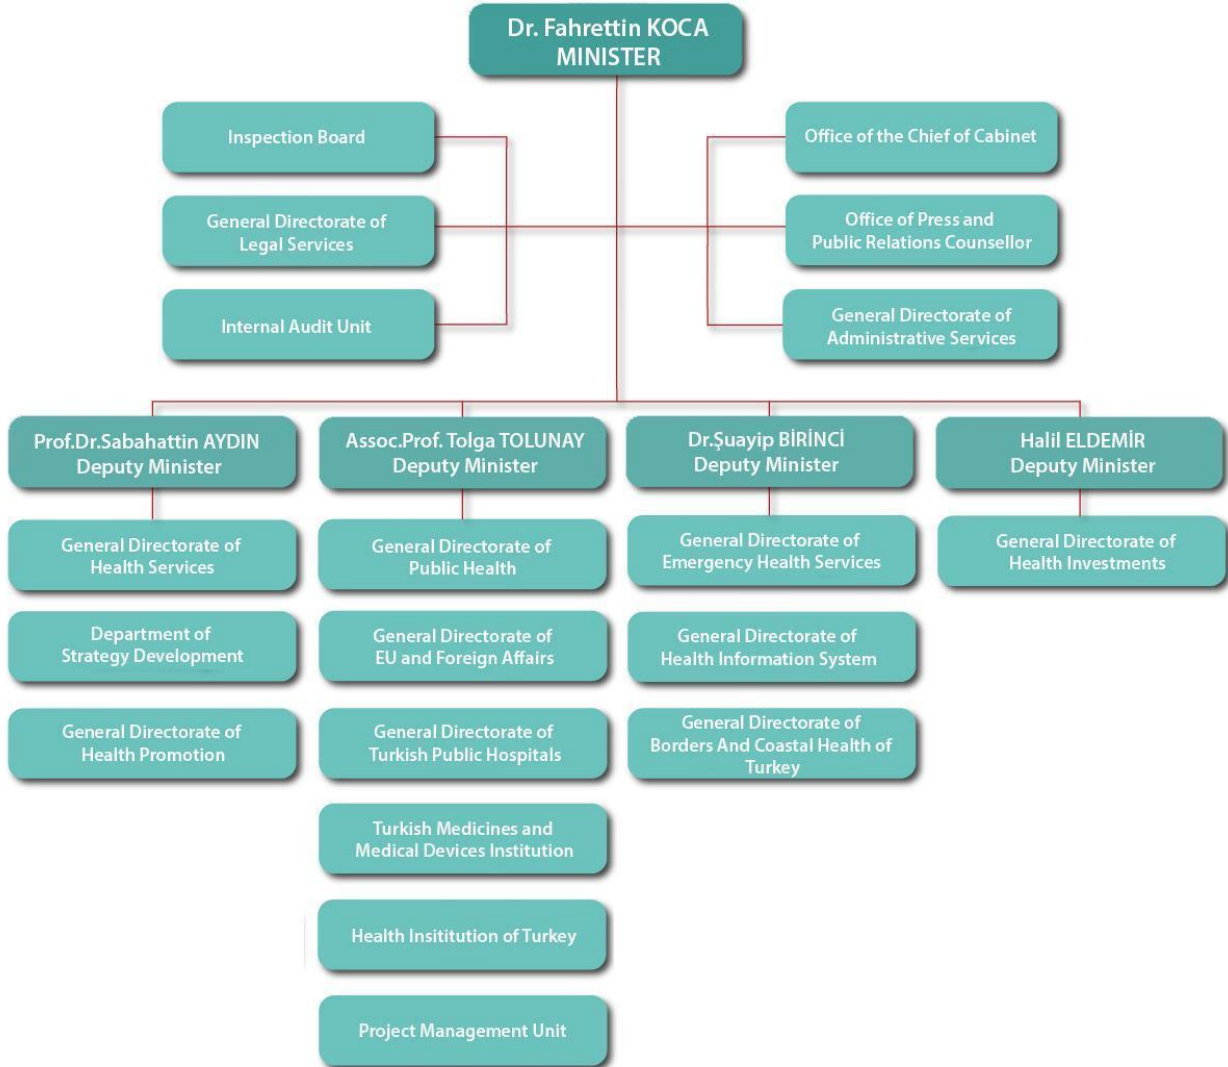 Dr. Fahrettin KOCA
MINISTER
Inspection Board
Office of the Chief of Cabinet
General Directorate of
Legal Services
Office of Press and
Public Relations Counsellor
Internal Audit Unit
General Directorate of
Administrative Services
Prof.Dr.Sabahattin AYDIN
Deputy Minister
Assoc.Prof. Tolga TOLUNAY
Deputy Minister
Dr.Şuayip BİRİNCİ
Deputy Minister
Halil ELDEMİR
Deputy Minister
General Directorate of
Health Services
General Directorate of
Public Health
General Directorate of
Emergency Health Services
General Directorate of
Health Investments
Department of
Strategy Development
General Directorate of
EU and Foreign Affairs
General Directorate of
Health Information System
General Directorate of
Health Promotion
General Directorate of
Turkish Public Hospitals
General Directorate of
Borders And Coastal Health of
Turkey
Turkish Medicines and
Medical Devices Institution
Health Insititution of Turkey
Project Management Unit